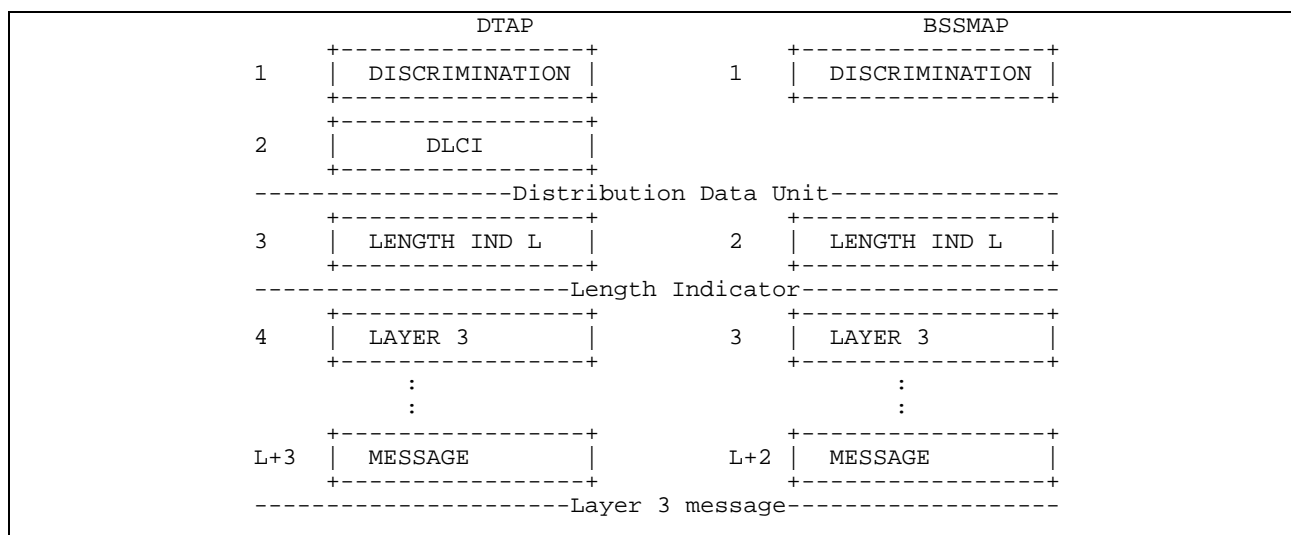 DTAP BSSMAP
1 DISCRIMINATION 1 DISCRIMINATION
2 DLCI
Distribution Data Unit
3 LENGTH IND L 2 LENGTH IND L
Length Indicator
4 LAYER 3 3 LAYER 3
: :
: :
L+3 MESSAGE L+2 MESSAGE
Layer 3 message